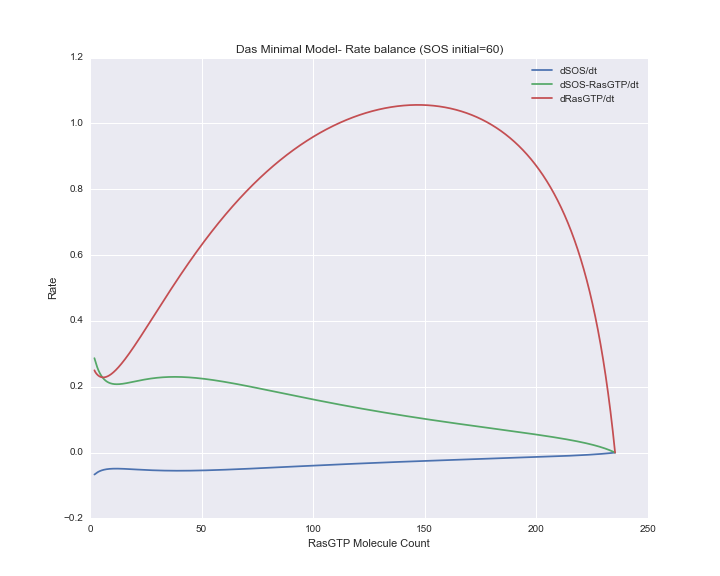 Das Minimal Model- Rate balance (SOS initial=60)
dSOS/dt
dSOS-RasGTP/dt
dRasGTP/dt
1.2
1.0
0.8
0.6
0.4
0.2
0.0
−0.2
Rate
0
50
100
150
200
250
RasGTP Molecule Count